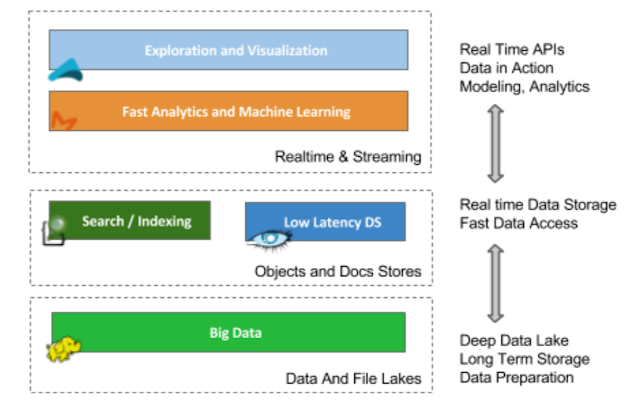 Exploration and Visualization
Fast Analytics and Machine Learning
Realtime & Streaming
Real Time APIs
Data in Action
Modeling, Analytics
Search / Indexing
Low Latency DS
Objects and Docs Stores
Real time Data Storage
Fast Data Access
Big Data
Data And File Lakes
Deep Data Lake
Long Term Storage
Data Preparation